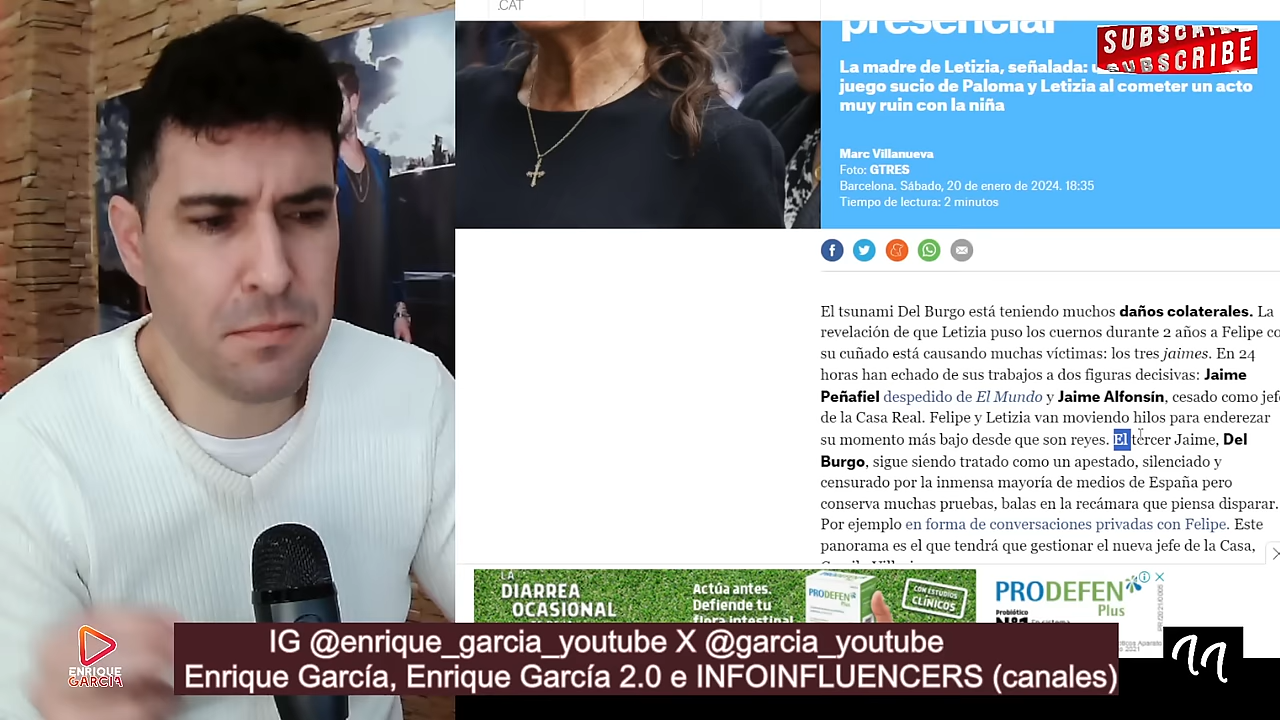 .CAT
presencial
SUBSCRIBE
SUBSCRIBE
La madre de Letizia, señalada:
juego sucio de Paloma y Letizia al cometer un acto
muy ruin con la niña
Marc Villanueva
Foto: GTRES
Barcelona. Sábado, 20 de enero de 2024. 18:35
Tiempo de lectura: 2 minutos
El tsunami Del Burgo está teniendo muchos daños colaterales. La
revelación de que Letizia puso los cuernos durante 2 años a Felipe co
su cuñado está causando muchas víctimas: los tres jaimes. En 24
horas han echado de sus trabajos a dos figuras decisivas: Jaime
Peñafiel despedido de El Mundo y Jaime Alfonsín, cesado como jefe
de la Casa Real. Felipe y Letizia van moviendo hilos para enderezar
su momento más bajo desde que son reyes. El tercer Jaime, Del
Burgo, sigue siendo tratado como un apestado, silenciado y
censurado por la inmensa mayoría de medios de España pero
conserva muchas pruebas, balas en la recámara que piensa disparar.
Por ejemplo en forma de conversaciones privadas con Felipe. Este
panorama es el que tendrá que gestionar el nueva jefe de la Casa,
LA
DIARREA
OCASIONAL
Actúa antes.
Defiende tu
flora intestinal
PRODEFEN
CON ESTUDIOS
CLÍNICOS
PRODEFEN
Plus
Probiótico
Nº1
IG @enrique_garcia_youtube X @garcia_youtube
Enrique García, Enrique García 2.0 e INFOINFLUENCERS (canales)
ENRIQUE
GARCÍA